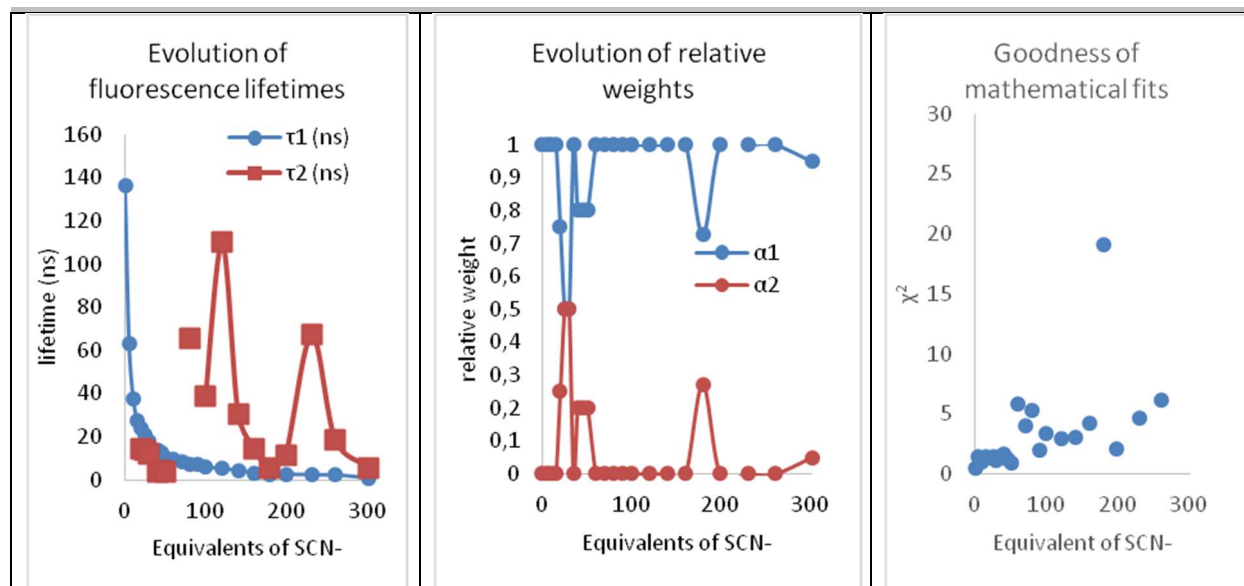 Evolution of
fluorescence lifetimes
160
140
120
100
80
60
40
20
0
lifetime (ns)
τ1 (ns)
τ2 (ns)
0 100 200 300
Equivalents of SCN-
Evolution of relative
weights
1
0,9
0,8
0,7
0,6
0,5
0,4
0,3
0,2
0,1
0
relative weight
α1
α2
0 100 200 300
Equivalents of SCN-
Goodness of
mathematical fits
30
25
20
15
10
5
0
χ²
0 100 200 300
Equivalent of SCN-